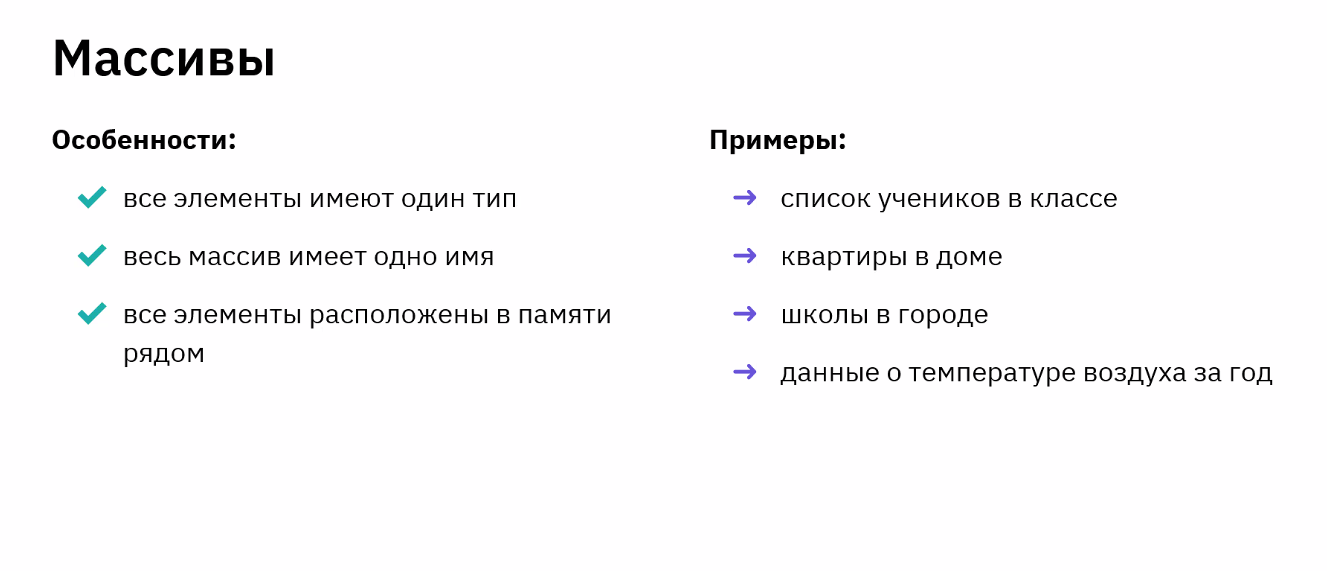 Массивы
Особенности:
все элементы имеют один тип
весь массив имеет одно имя
все элементы расположены в памяти
рядом
Примеры:
список учеников в классе
квартиры в доме
школы в городе
данные о температуре воздуха за год